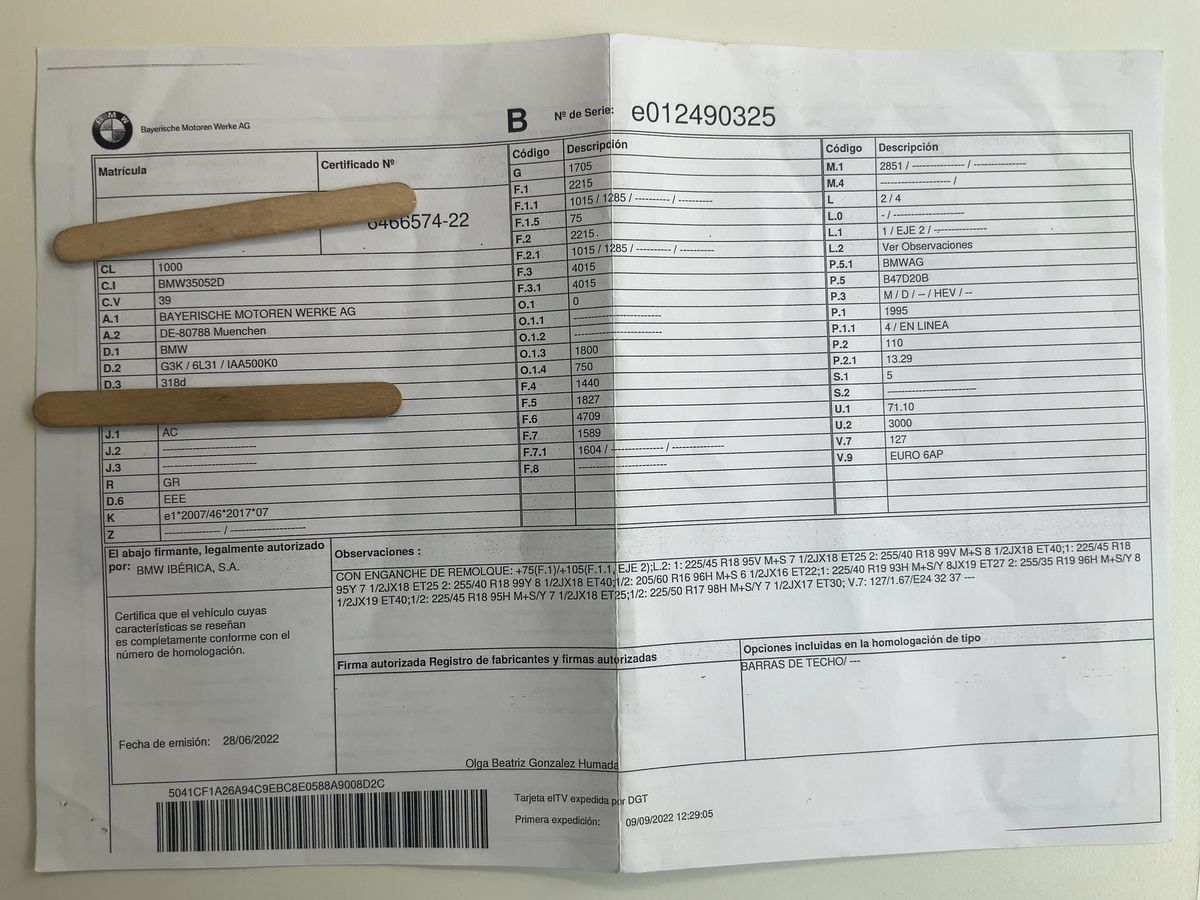 BMW
Bayerische Motoren Werke AG
B Nº de Serie: e012490325
Matrícula
Certificado Nº
6466574-22
CL 1000
C.I BMW35052D
C.V 39
A.1 BAYERISCHE MOTOREN WERKE AG
A.2 DE-80788 Muenchen
D.1 BMW
D.2 G3K / 6L31 / IAA500K0
D.3 318d
J.1 AC
J.2 --------------------------
J.3 --------------------------
R GR
D.6 EEE
K e1*2007/46*2017*07
Z ---------------- / ---------------------
Código Descripción
G 1705
F.1 2215
F.1.1 1015 / 1285 / ---------- / ----------
F.1.5 75
F.2 2215
F.2.1 1015 / 1285 / ---------- / ----------
F.3 4015
F.3.1 4015
O.1 0
O.1.1 -------------------------
O.1.2 -------------------------
O.1.3 1800
O.1.4 750
F.4 1440
F.5 1827
F.6 4709
F.7 1589
F.7.1 1604 / --------------- / ---------------
F.8 -------------------------
Código Descripción
M.1 2851 / --------------- / ---------------
M.4 -------------------- /
L 2 / 4
L.0 - / --------------------
L.1 1 / EJE 2 / ---------------
L.2 Ver Observaciones
P.5.1 BMWAG
P.5 B47D20B
P.3 M / D / -- / HEV / --
P.1 1995
P.1.1 4 / EN LINEA
P.2 110
P.2.1 13.29
S.1 5
S.2 -------------------------
U.1 71.10
U.2 3000
V.7 127
V.9 EURO 6AP
El abajo firmante, legalmente autorizado
por: BMW IBÉRICA, S.A.
Certifica que el vehículo cuyas
características se reseñan
es completamente conforme con el
número de homologación.
Fecha de emisión: 28/06/2022
Observaciones :
CON ENGANCHE DE REMOLQUE: +75(F.1)/+105(F.1.1, EJE 2);L.2: 1: 225/45 R18 95V M+S 7 1/2JX18 ET25 2: 255/40 R18 99V M+S 8 1/2JX18 ET40;1: 225/45 R18
95Y 7 1/2JX18 ET25 2: 255/40 R18 99Y 8 1/2JX18 ET40;1/2: 205/60 R16 96H M+S 6 1/2JX16 ET22;1: 225/40 R19 93H M+S/Y 8JX19 ET27 2: 255/35 R19 96H M+S/Y 8
1/2JX19 ET40;1/2: 225/45 R18 95H M+S/Y 7 1/2JX18 ET25;1/2: 225/50 R17 98H M+S/Y 7 1/2JX17 ET30; V.7: 127/1.67/E24 32 37 ---
Firma autorizada Registro de fabricantes y firmas autorizadas
Olga Beatriz Gonzalez Humada
Opciones incluidas en la homologación de tipo
BARRAS DE TECHO/ ---
5041CF1A26A94C9EBC8E0588A9008D2C
Tarjeta eITV expedida por DGT
Primera expedición: 09/09/2022 12:29:05